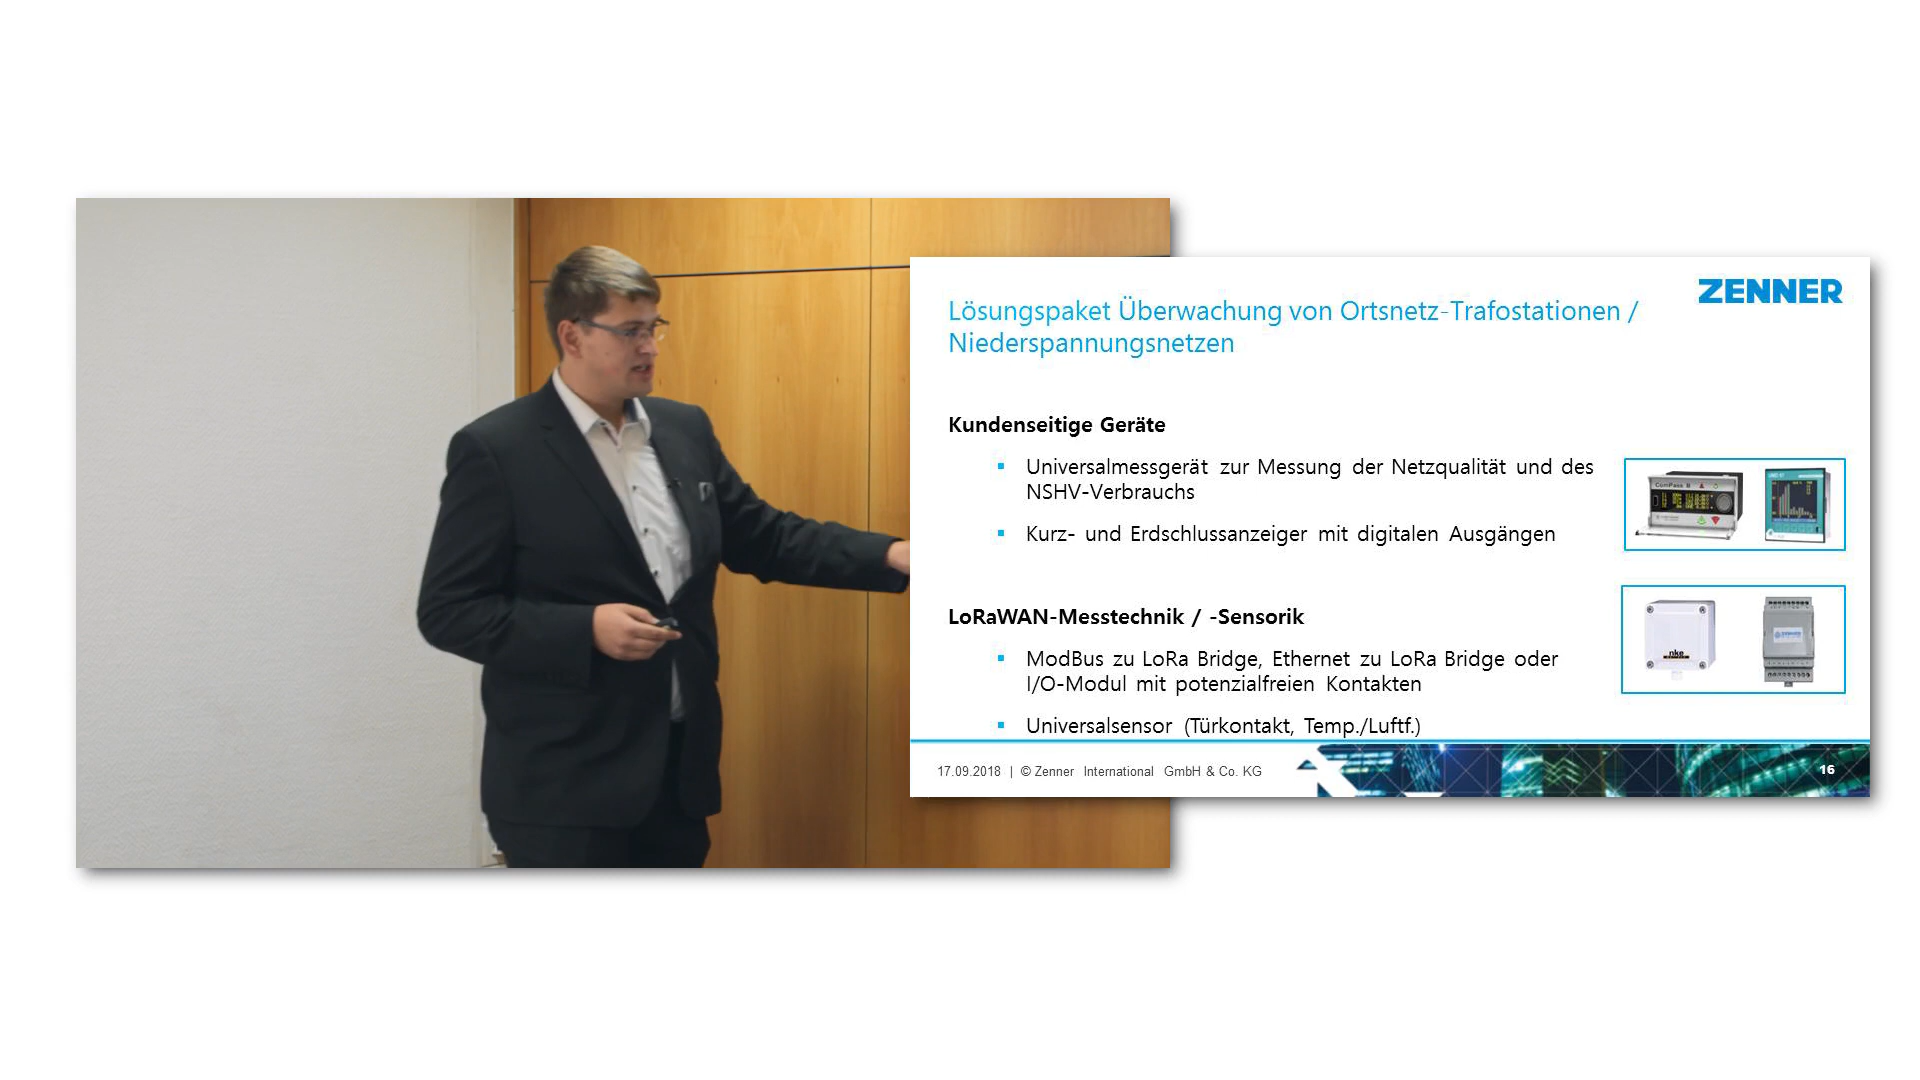 ZENNER
Lösungspaket Überwachung von Ortsnetz-Trafostationen /
Niederspannungsnetzen
Kundenseitige Geräte
▪ Universalmessgerät zur Messung der Netzqualität und des
NSHV-Verbrauchs
▪ Kurz- und Erdschlussanzeiger mit digitalen Ausgängen
ComPass B
LoRaWAN-Messtechnik / -Sensorik
▪ ModBus zu LoRa Bridge, Ethernet zu LoRa Bridge oder
I/O-Modul mit potenzialfreien Kontakten
▪ Universalsensor (Türkontakt, Temp./Luftf.)
nke
ZENNER
17.09.2018 | © Zenner International GmbH & Co. KG
16